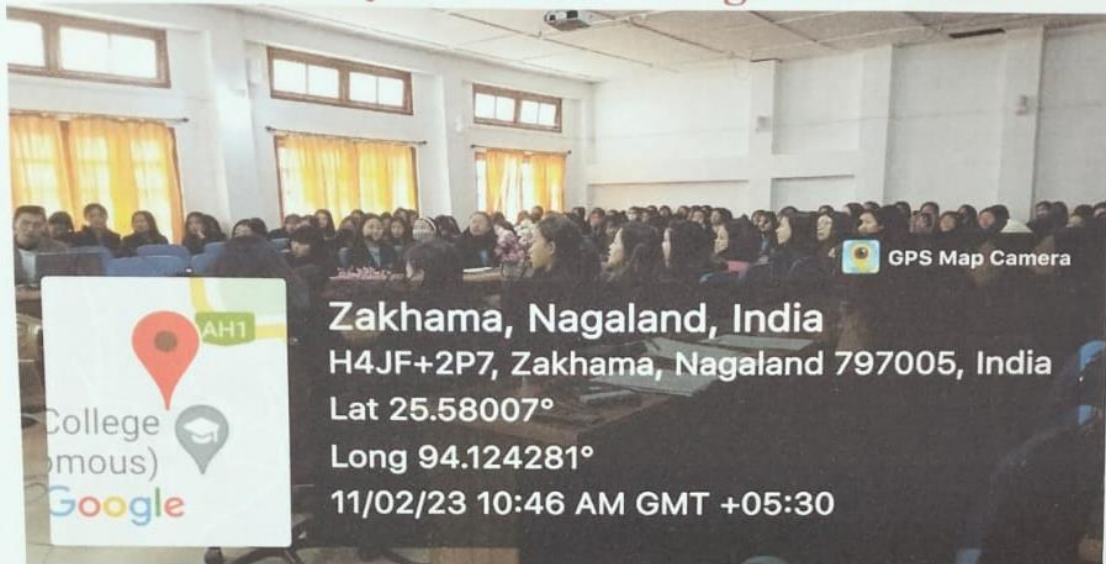 GPS Map Camera
Zakhama, Nagaland, India
H4JF+2P7, Zakhama, Nagaland 797005, India
Lat 25.58007°
Long 94.124281°
11/02/23 10:46 AM GMT +05:30
AH1
College
omous)
Google